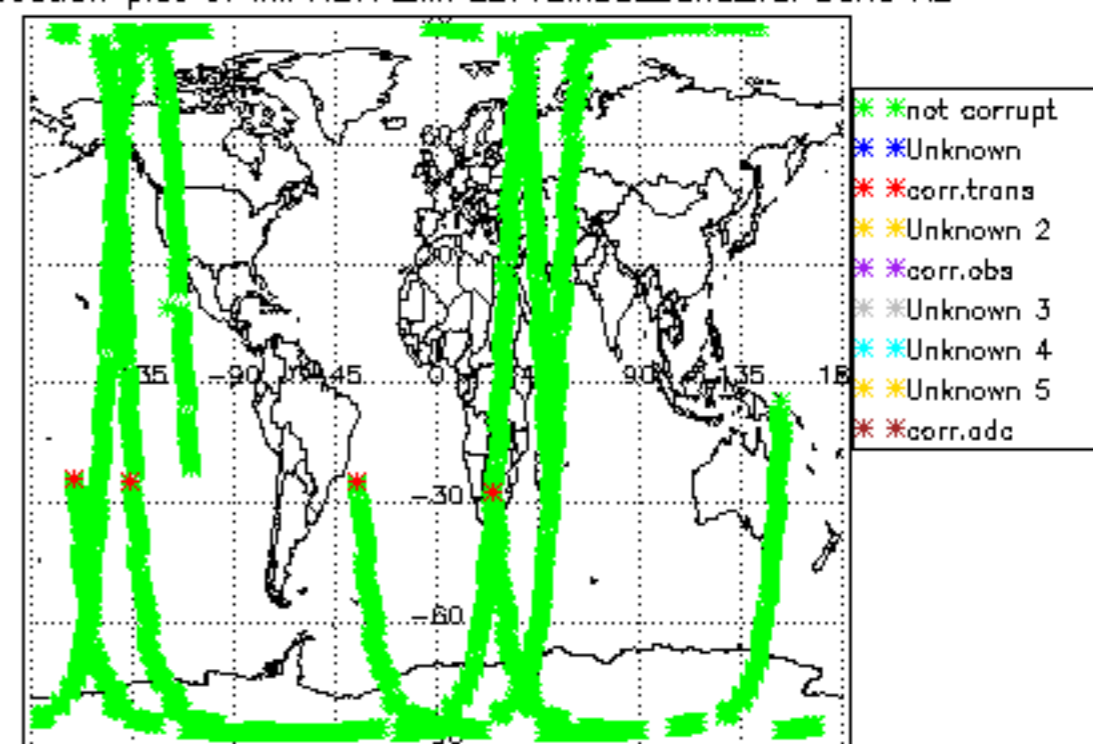 not corrupt
Unknown
corr.trans
Unknown 2
corr.obs
Unknown 3
Unknown 4
Unknown 5
corr.adc
60
-90
45
0
90
135
-30
-60